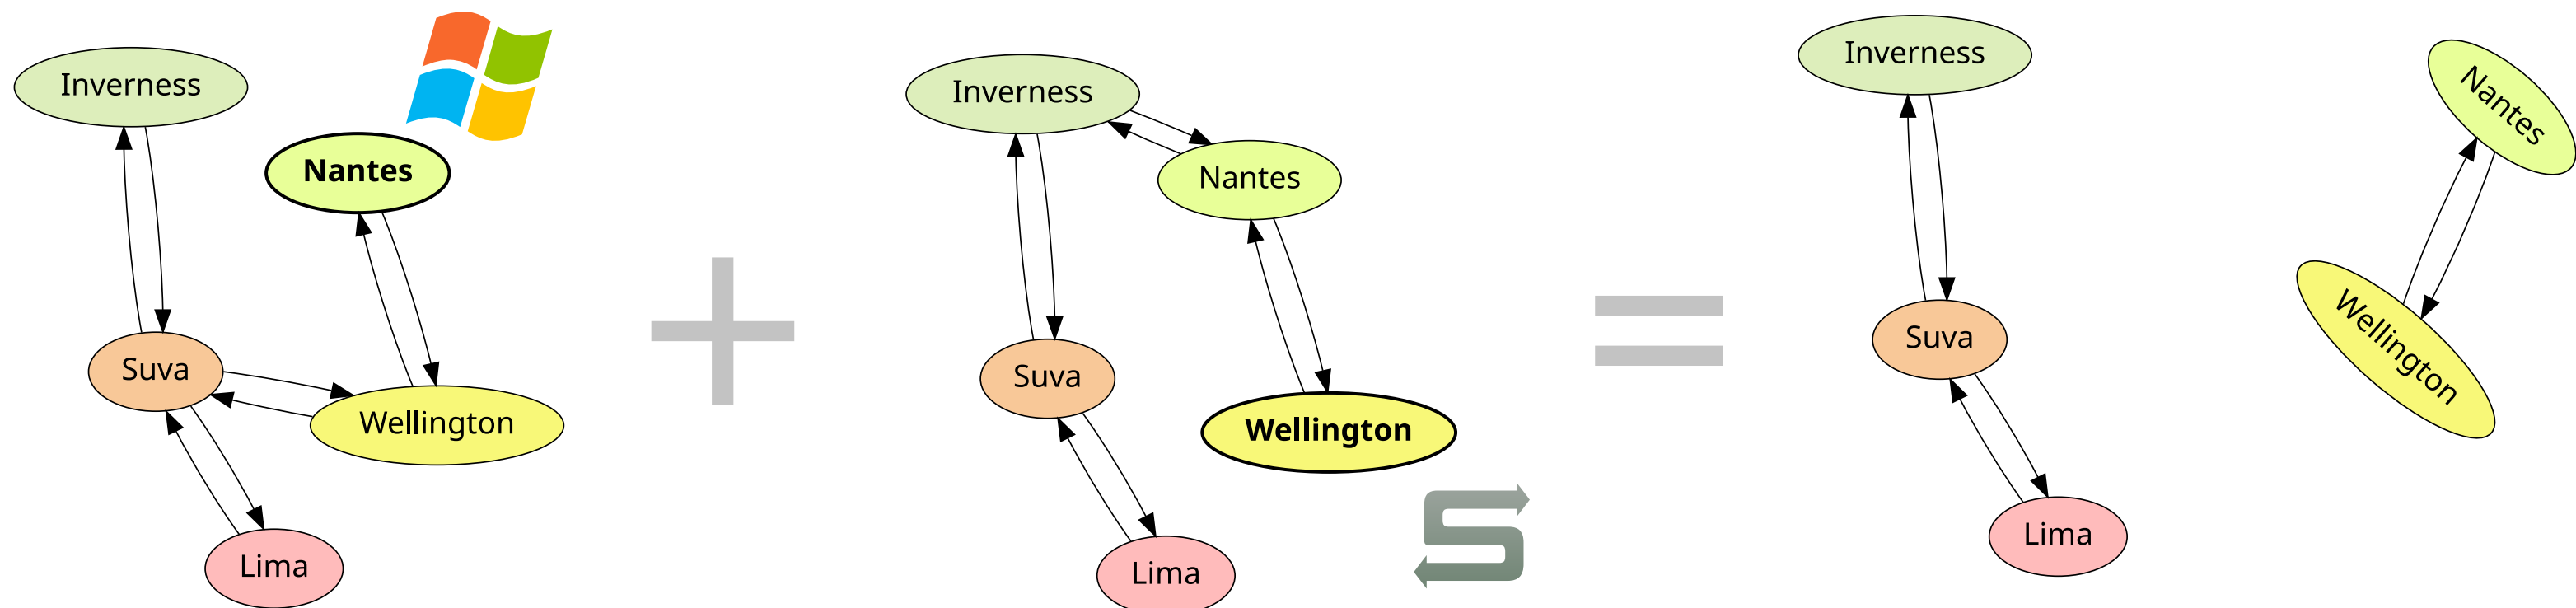 Inverness
Nantes
Suva
Wellington
Lima
Inverness
Nantes
Suva
Wellington
Lima
Inverness
Suva
Lima
Nantes
Wellington